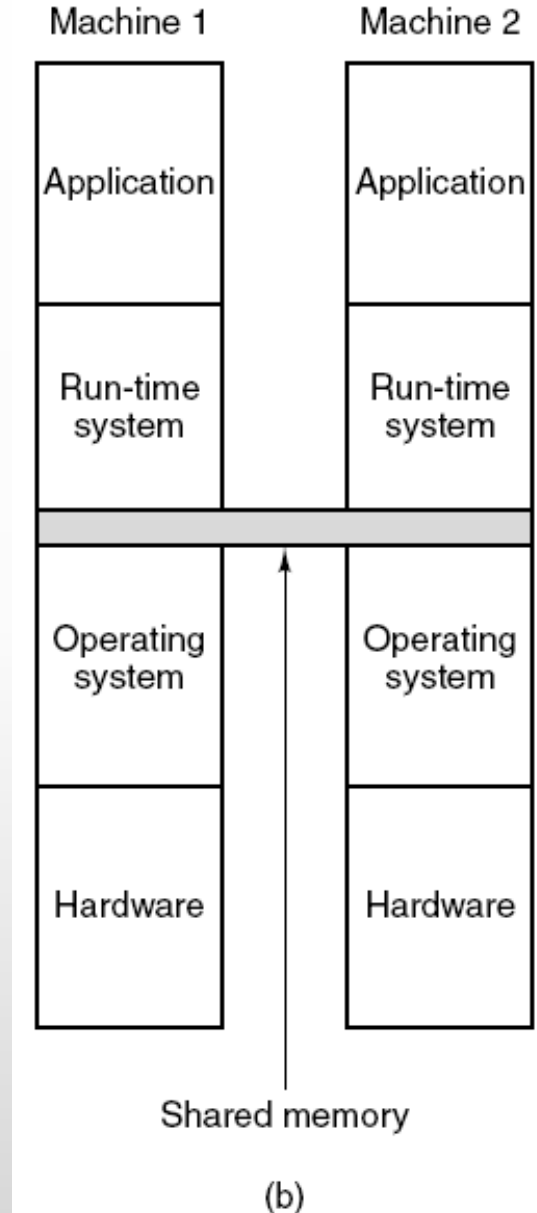 Machine 1
Machine 2
Application
Application
Run-time
system
Run-time
system
Operating
system
Operating
system
Hardware
Hardware
Shared memory
(b)